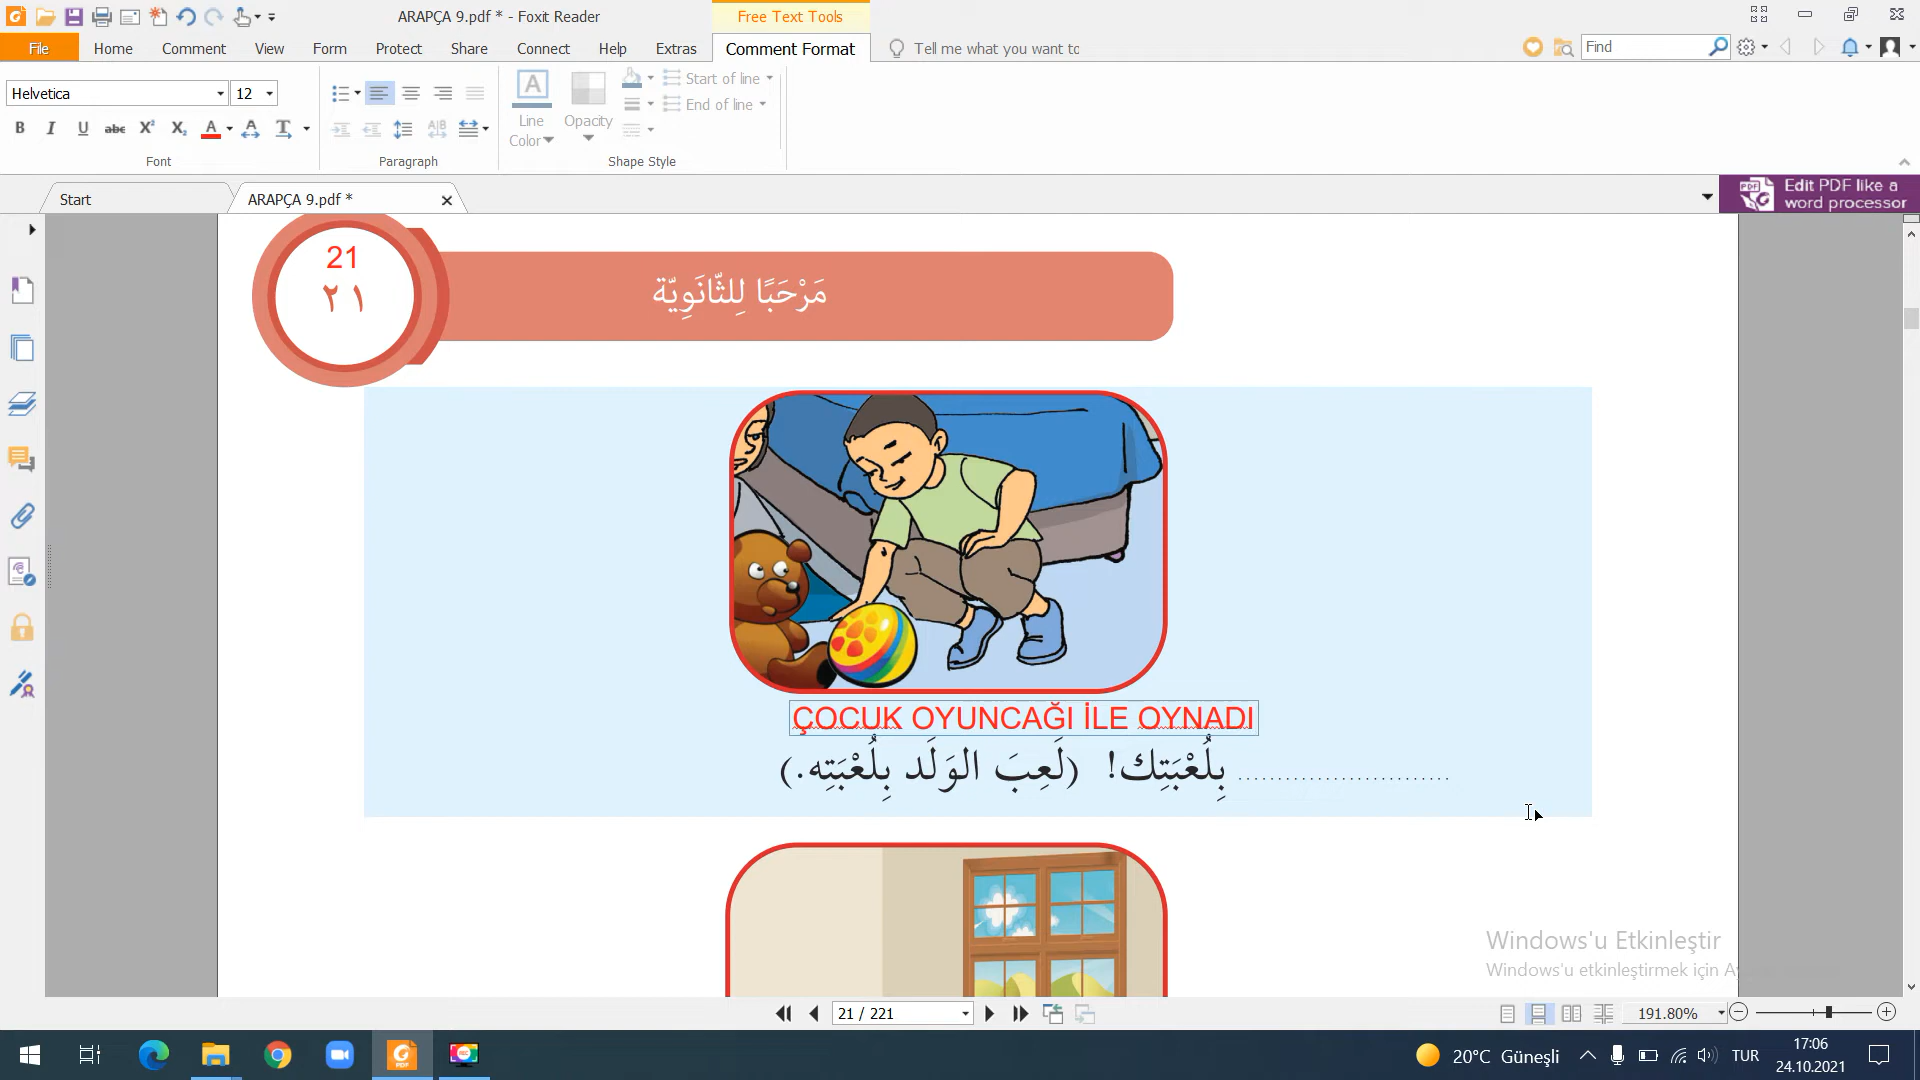 ARAPÇA 9.pdf * - Foxit Reader
Free Text Tools
File Home Comment View Form Protect Share Connect Help Extras Comment Format Tell me what you want to Find
Helvetica 12
Start of line
End of line
Line Color
Opacity
Font Paragraph Shape Style
Start ARAPÇA 9.pdf *
Edit PDF like a
word processor
21
٢١
مَرْحَبًا لِلثّانَوِيّة
ÇOCUK OYUNCAĞI İLE OYNADI
........................... بِلُعْبَتِك! (لَعِبَ الوَلَد بِلُعْبَتِه.)
Windows'u Etkinleştir
Windows'u etkinleştirmek için A
21 / 221
191.80%
20°C Güneşli
TUR
17:06
24.10.2021